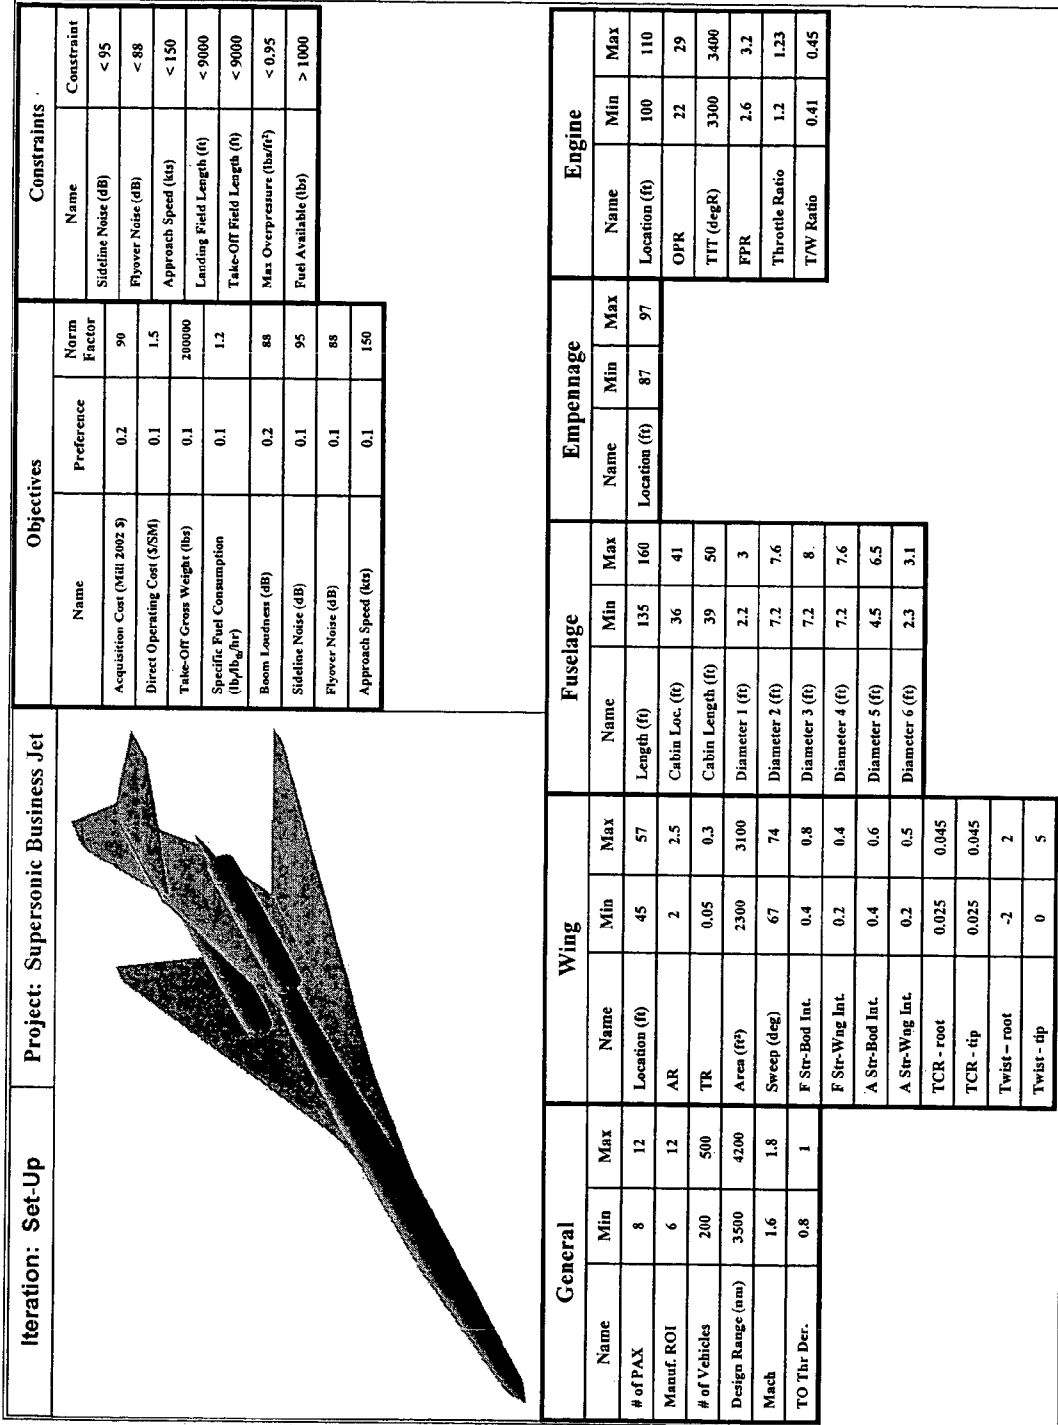 Iteration: Set-Up
Project: Supersonic Business Jet
Objectives
Name Preference Norm Factor
Acquisition Cost (Mill 2002 $) 0.2 90
Direct Operating Cost ($/SM) 0.1 1.5
Take-Off Gross Weight (lbs) 0.1 200000
Specific Fuel Consumption
(lbf/lbth/hr) 0.1 1.2
Boom Loudness (dB) 0.2 88
Sideline Noise (dB) 0.1 95
Flyover Noise (dB) 0.1 88
Approach Speed (kts) 0.1 150
Constraints
Name Constraint
Sideline Noise (dB) < 95
Flyover Noise (dB) < 88
Approach Speed (kts) < 150
Landing Field Length (ft) < 9000
Take-Off Field Length (ft) < 9000
Max Overpressure (lbs/ft²) < 0.95
Fuel Available (lbs) > 1000
General
Name Min Max
# of PAX 8 12
Manuf. ROI 6 12
# of Vehicles 200 500
Design Range (nm) 3500 4200
Mach 1.6 1.8
TO Thr Der. 0.8 1
Wing
Name Min Max
Location (ft) 45 57
AR 2 2.5
TR 0.05 0.3
Area (ft²) 2300 3100
Sweep (deg) 67 74
F Str-Bod Int. 0.4 0.8
F Str-Wng Int. 0.2 0.4
A Str-Bod Int. 0.4 0.6
A Str-Wng Int. 0.2 0.5
TCR - root 0.025 0.045
TCR - tip 0.025 0.045
Twist – root -2 2
Twist - tip 0 5
Fuselage
Name Min Max
Length (ft) 135 160
Cabin Loc. (ft) 36 41
Cabin Length (ft) 39 50
Diameter 1 (ft) 2.2 3
Diameter 2 (ft) 7.2 7.6
Diameter 3 (ft) 7.2 8
Diameter 4 (ft) 7.2 7.6
Diameter 5 (ft) 4.5 6.5
Diameter 6 (ft) 2.3 3.1
Empennage
Name Min Max
Location (ft) 87 97
Engine
Name Min Max
Location (ft) 100 110
OPR 22 29
TIT (degR) 3300 3400
FPR 2.6 3.2
Throttle Ratio 1.2 1.23
T/W Ratio 0.41 0.45